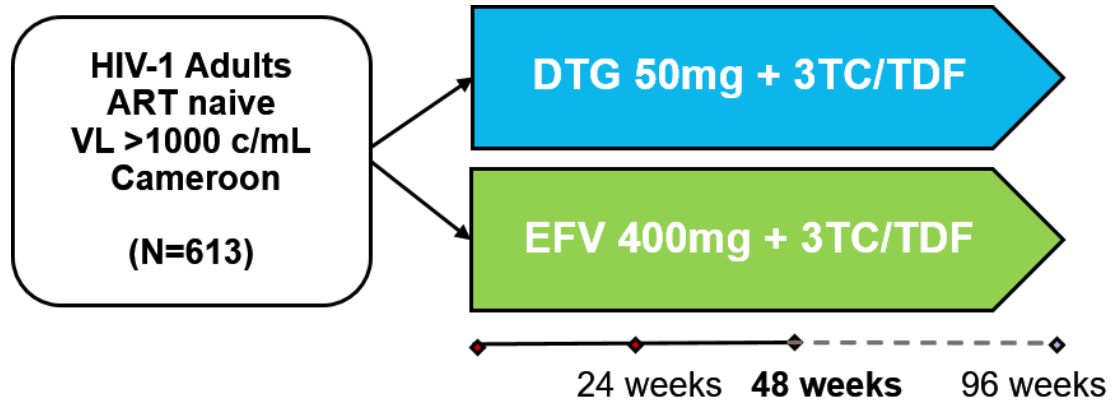 HIV-1 Adults
ART naive
VL >1000 c/mL
Cameroon
(N=613)
DTG 50mg + 3TC/TDF
EFV 400mg + 3TC/TDF
24 weeks 48 weeks 96 weeks